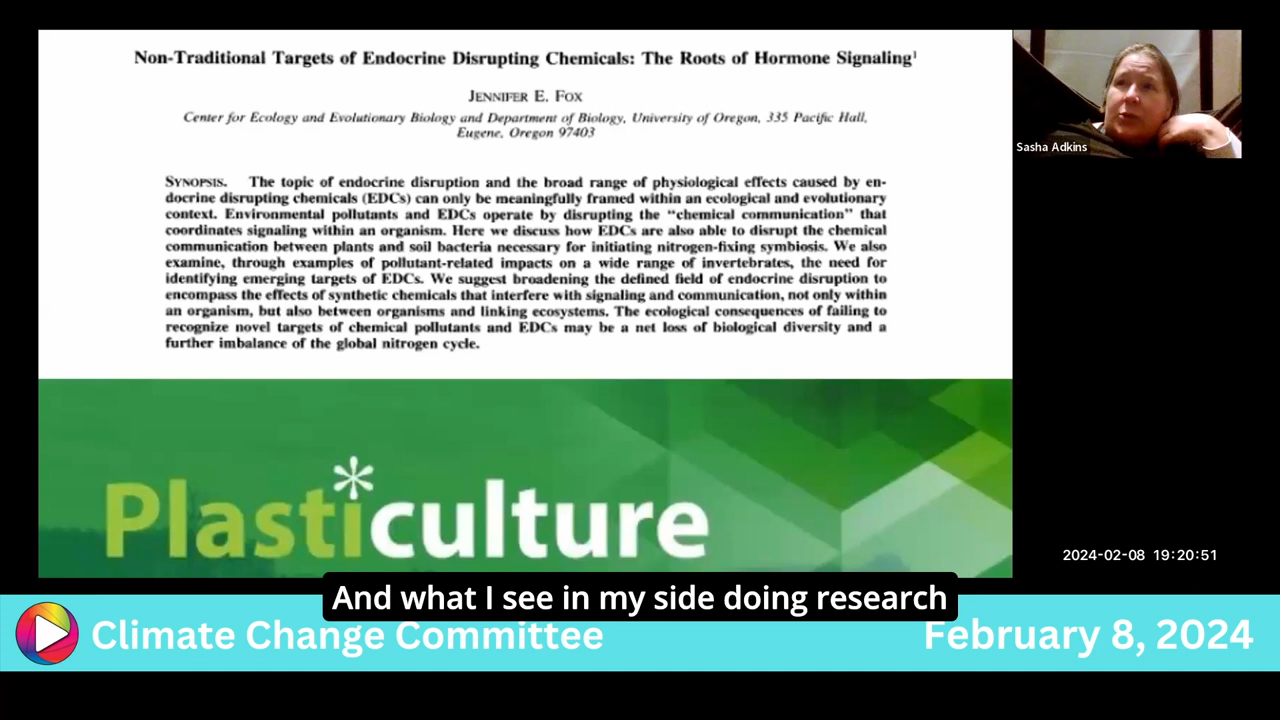 Non-Traditional Targets of Endocrine Disrupting Chemicals: The Roots of Hormone Signaling¹
JENNIFER E. FOX
Center for Ecology and Evolutionary Biology and Department of Biology, University of Oregon, 335 Pacific Hall,
Eugene, Oregon 97403
SYNOPSIS. The topic of endocrine disruption and the broad range of physiological effects caused by en-
docrine disrupting chemicals (EDCs) can only be meaningfully framed within an ecological and evolutionary
context. Environmental pollutants and EDCs operate by disrupting the “chemical communication” that
coordinates signaling within an organism. Here we discuss how EDCs are also able to disrupt the chemical
communication between plants and soil bacteria necessary for initiating nitrogen-fixing symbiosis. We also
examine, through examples of pollutant-related impacts on a wide range of invertebrates, the need for
identifying emerging targets of EDCs. We suggest broadening the defined field of endocrine disruption to
encompass the effects of synthetic chemicals that interfere with signaling and communication, not only within
an organism, but also between organisms and linking ecosystems. The ecological consequences of failing to
recognize novel targets of chemical pollutants and EDCs may be a net loss of biological diversity and a
further imbalance of the global nitrogen cycle.
Plasticulture
Sasha Adkins
2024-02-08 19:20:51
And what I see in my side doing research
Climate Change Committee
February 8, 2024